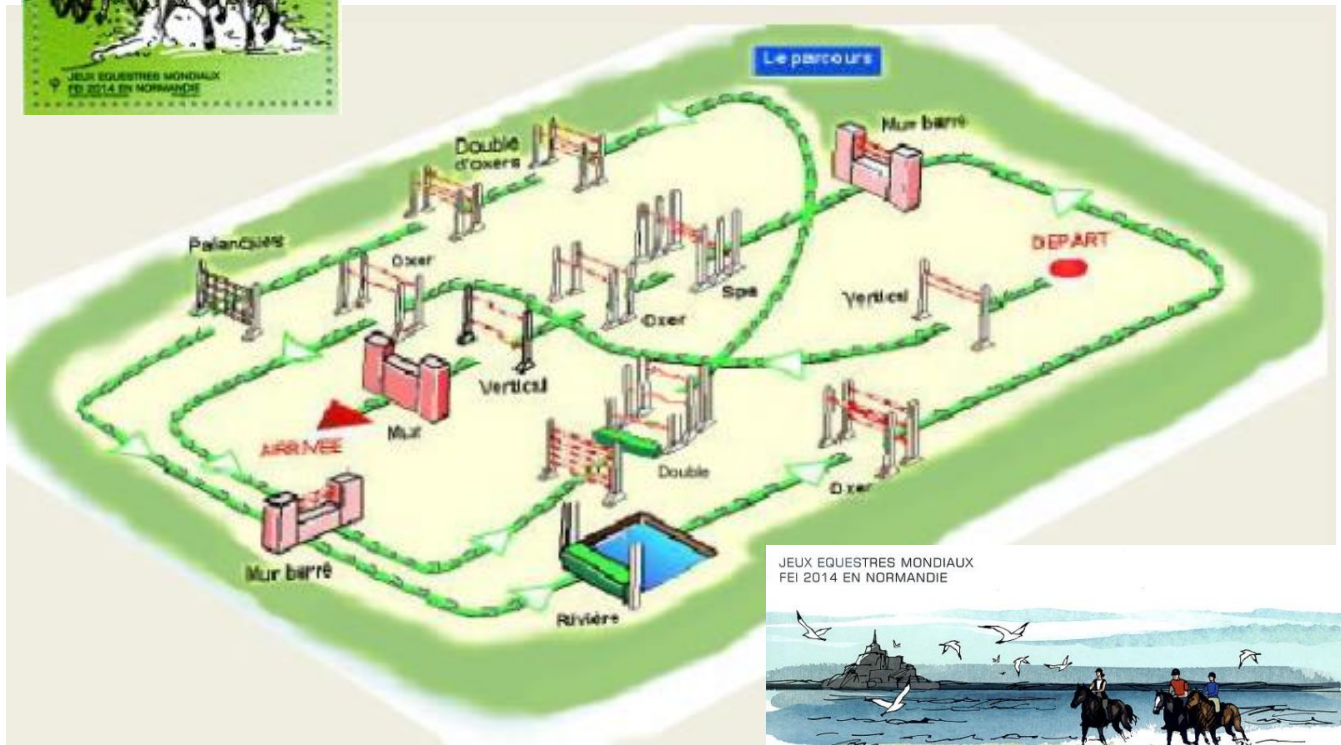 JEUX EQUESTRES MONDIAUX
FEI 2014 EN NORMANDIE
Le parcours
Mur barré
Double
d'oxers
Palanques
Oxer
DEPART
Spa
Vertical
Oxer
Vertical
Mur
ARRIVEE
Double
Oxer
Mur barré
Rivière
JEUX EQUESTRES MONDIAUX
FEI 2014 EN NORMANDIE